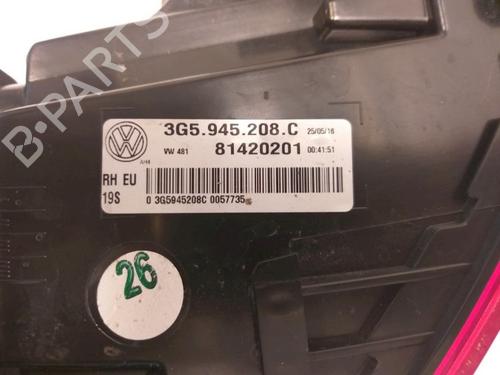 3G5.945.208.C 25/05/16
VW 481 81420201 00:41:51
RH EU
19S 0 3G5945208C 0057735
26
B-PARTS